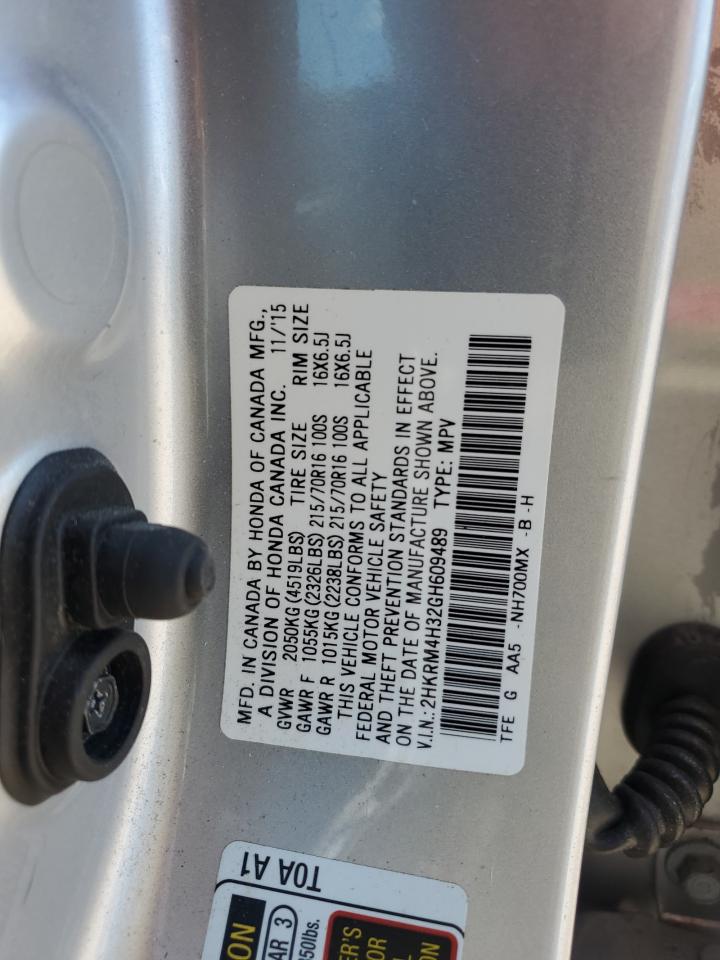 MFD. IN CANADA BY HONDA OF CANADA MFG.,
A DIVISION OF HONDA CANADA INC. 11/'15
GVWR 2050KG(4519LBS) TIRE SIZE RIM SIZE
GAWR F 1055KG(2326LBS)215/70R16 100S 16X6.5J
GAWR R 1015KG(2238LBS)215/70R16 100S 16X6.5J
THIS VEHICLE CONFORMS TO ALL APPLICABLE
FEDERAL MOTOR VEHICLE SAFETY
AND THEFT PREVENTION STANDARDS IN EFFECT
ON THE DATE OF MANUFACTURE SHOWN ABOVE.
V.I.N.: 2HKRM4H32GH609489 TYPE: MPV
TFE G AA5 -NH700MX -B -H
T0A A1
3